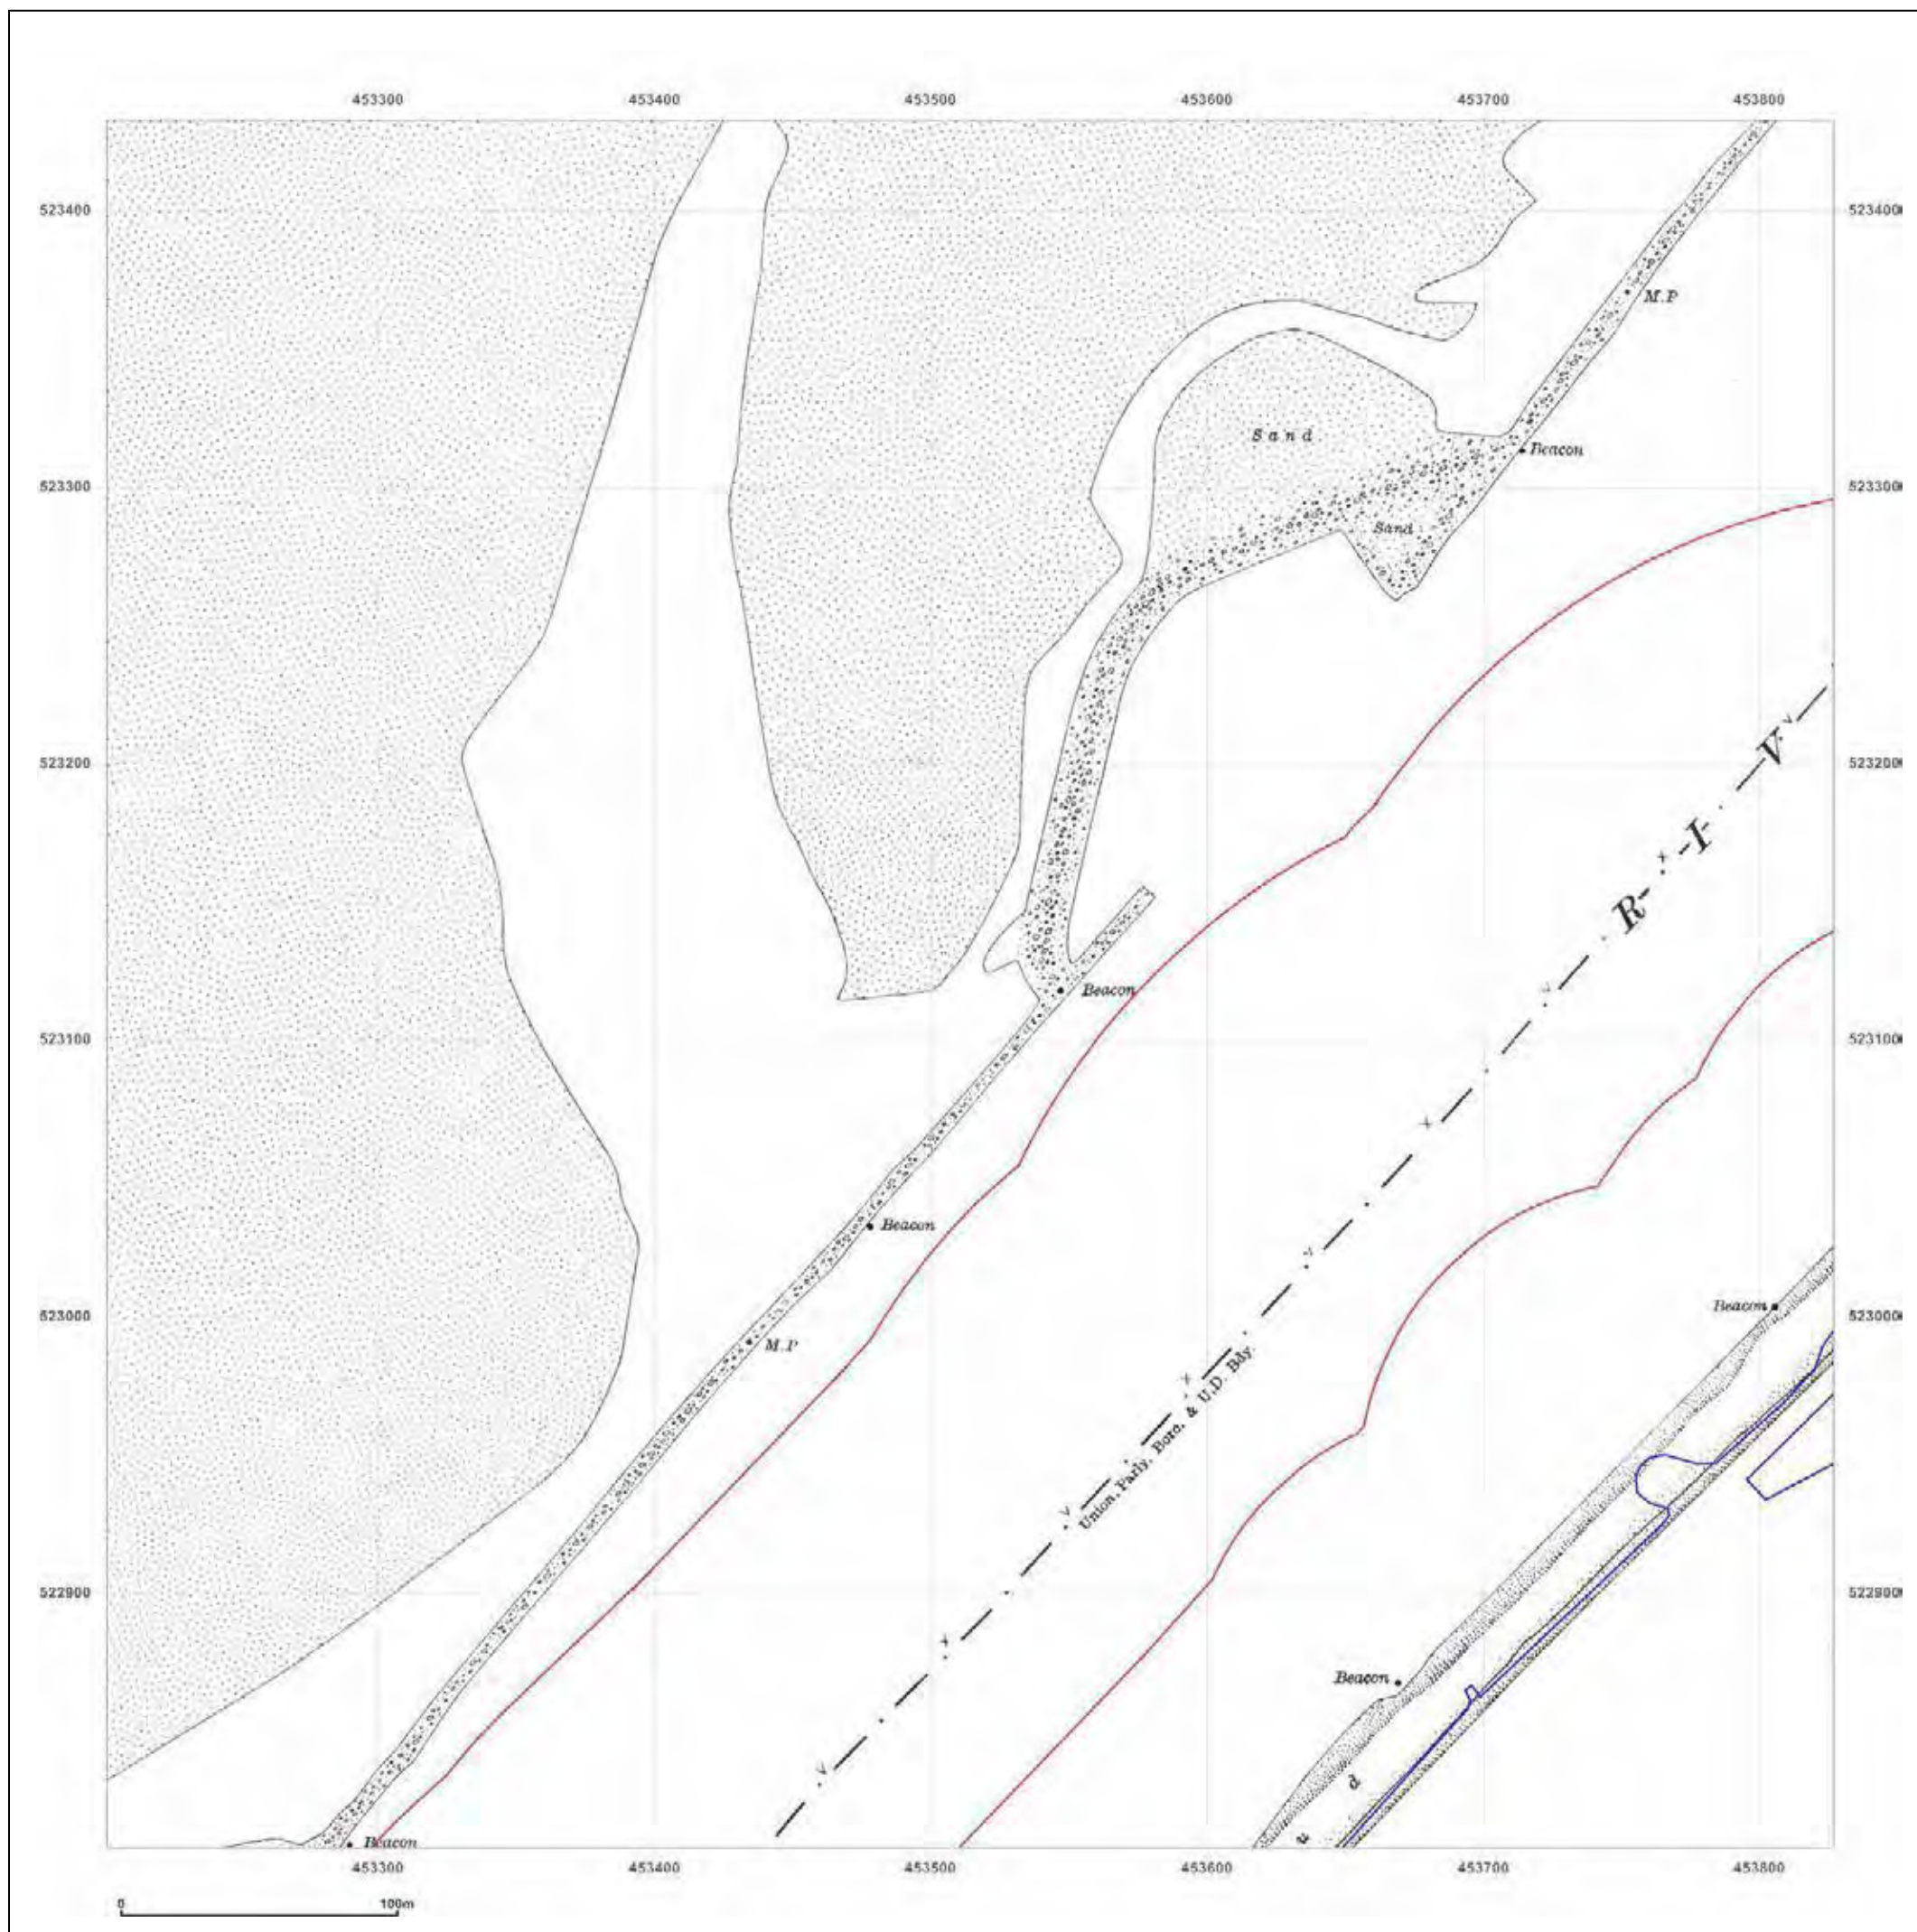 453300 453400 453500 453600 453700 453800
523400 523400
M.P
Sand
Beacon
523300 523300
Sand
V
523200 523200
R - I -
Beacon
523100 523100
Beacon
Beacon
523000 523000
M.P
Union, Parly. Boro. & U.D. Bdy.
522900 522900
Beacon
d
u
Beacon
453300 453400 453500 453600 453700 453800
0 100m